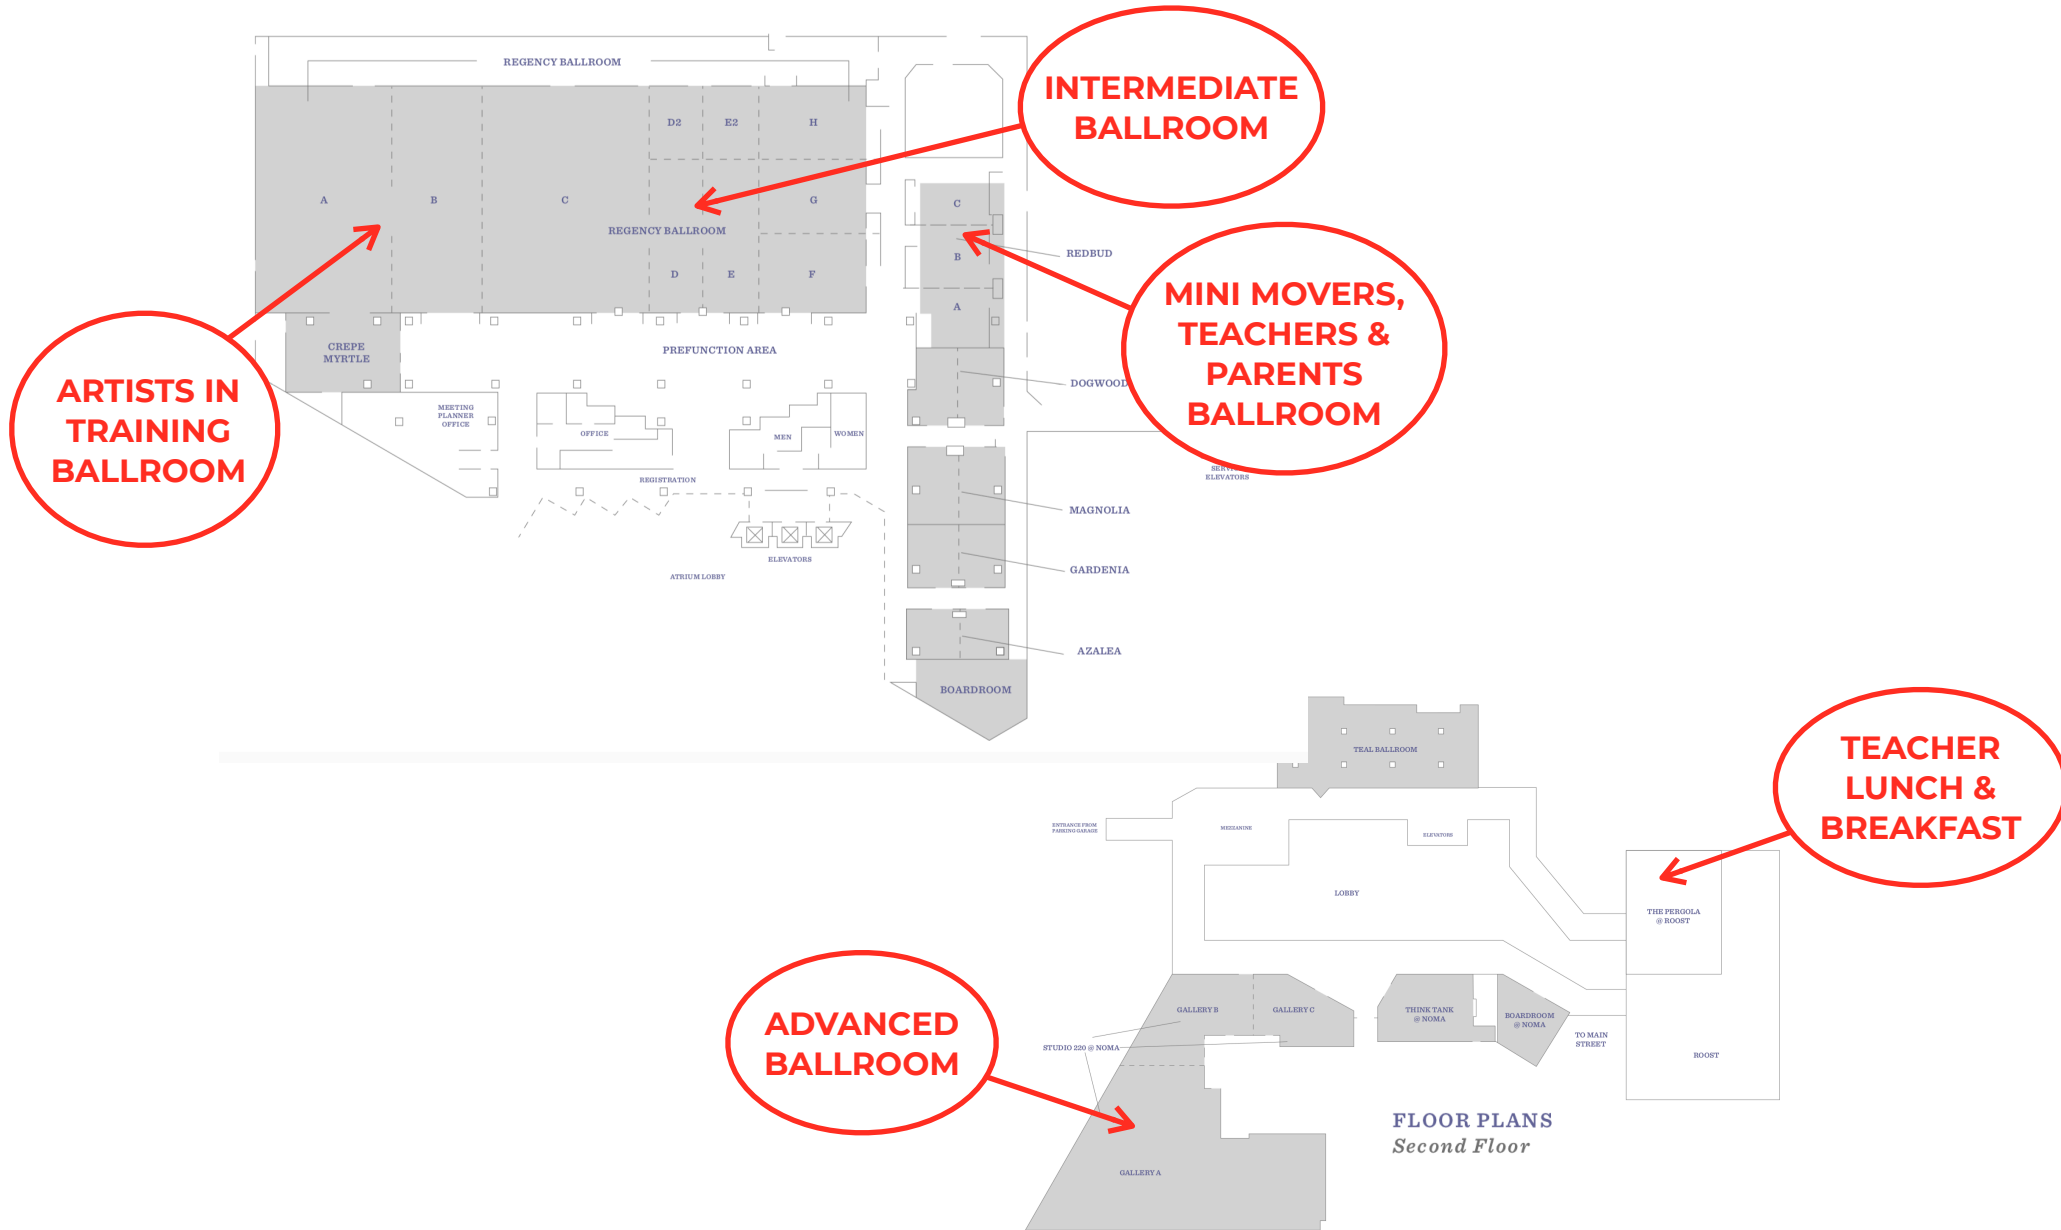 REGENCY BALLROOM
INTERMEDIATE
BALLROOM
D2
E2
H
A
B
C
G
REGENCY BALLROOM
D
E
F
C
B
A
REDBUD
MINI MOVERS,
TEACHERS &
PARENTS
BALLROOM
ARTISTS IN
TRAINING
BALLROOM
CREPE
MYRTLE
PREFUNCTION AREA
DOGWOOD
MEETING
PLANNER
OFFICE
OFFICE
MEN
WOMEN
REGISTRATION
ELEVATORS
MAGNOLIA
ELEVATORS
ATRIUM LOBBY
GARDENIA
AZALEA
BOARDROOM
TEAL BALLROOM
TEACHER
LUNCH &
BREAKFAST
ENTRANCE FROM
PARKING GARAGE
MEZZANINE
ELEVATORS
LOBBY
THE PERGOLA
@ ROOST
ADVANCED
BALLROOM
GALLERY B
GALLERY C
THINK TANK
@ NOMA
BOARDROOM
@ NOMA
STUDIO 220 @ NOMA
TO MAIN
STREET
ROOST
GALLERY A
FLOOR PLANS
Second Floor